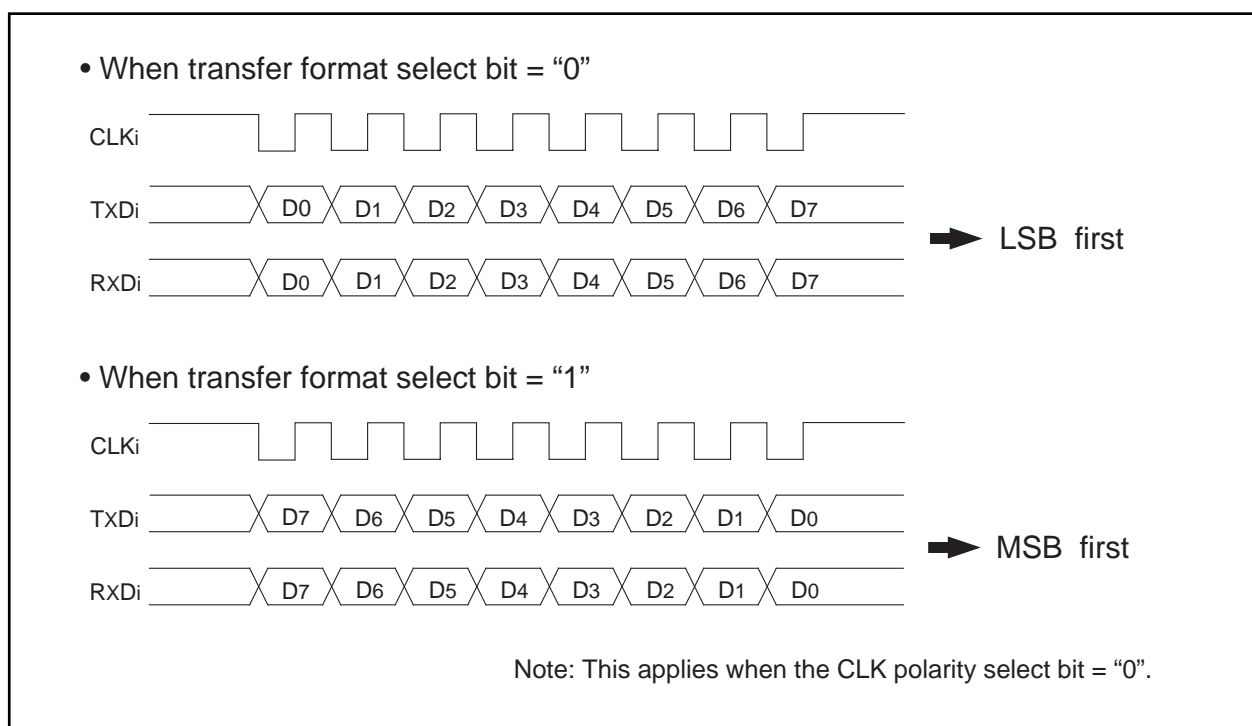 • When transfer format select bit = “0”
CLKi
TXDi D0 D1 D2 D3 D4 D5 D6 D7
LSB first
RXDi D0 D1 D2 D3 D4 D5 D6 D7
• When transfer format select bit = “1”
CLKi
TXDi D7 D6 D5 D4 D3 D2 D1 D0
MSB first
RXDi D7 D6 D5 D4 D3 D2 D1 D0
Note: This applies when the CLK polarity select bit = “0”.